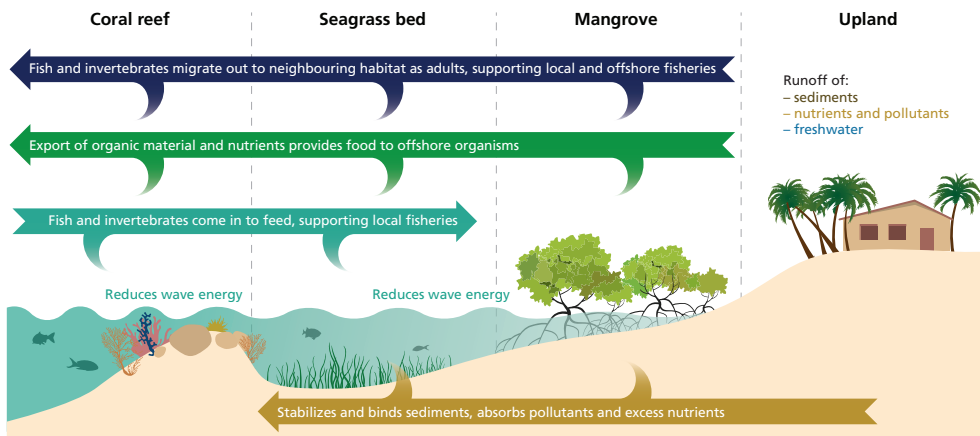 Coral reef
Seagrass bed
Mangrove
Upland
Fish and invertebrates migrate out to neighbouring habitat as adults, supporting local and offshore fisheries
Runoff of:
– sediments
– nutrients and pollutants
– freshwater
Export of organic material and nutrients provides food to offshore organisms
Fish and invertebrates come in to feed, supporting local fisheries
Reduces wave energy
Reduces wave energy
Stabilizes and binds sediments, absorbs pollutants and excess nutrients